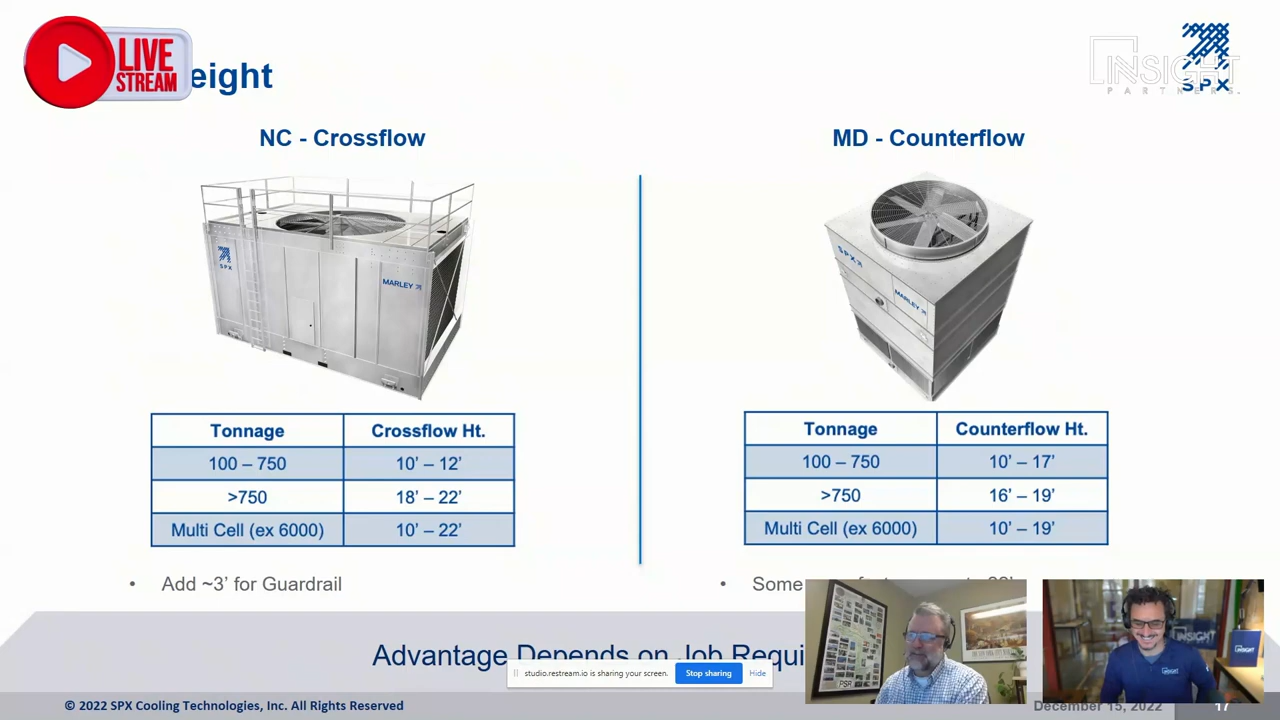 LIVE
STREAM
eight
INSIGHT
PARTNERS.
SPX
NC - Crossflow
MD - Counterflow
SPX
MARLEY
SPX
MARLEY
Tonnage Crossflow Ht.
100 – 750 10’ – 12’
>750 18’ – 22’
Multi Cell (ex 6000) 10’ – 22’
Tonnage Counterflow Ht.
100 – 750 10’ – 17’
>750 16’ – 19’
Multi Cell (ex 6000) 10’ – 19’
• Add ~3’ for Guardrail
• Some
Advantage Depends on Job Requi
studio.restream.io is sharing your screen. Stop sharing Hide
PSR
INSIGHT
INSIGHT
© 2022 SPX Cooling Technologies, Inc. All Rights Reserved
December 15, 2022
17